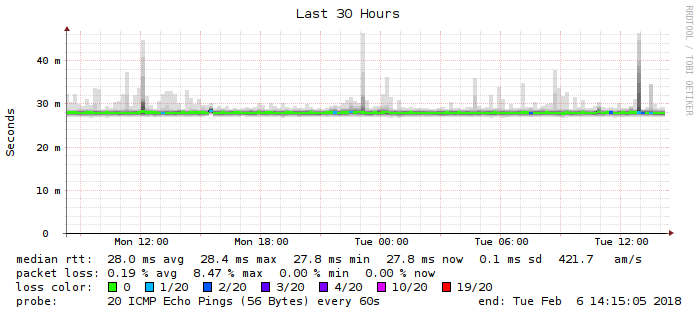 Last 30 Hours
RRDTOOL / TOBI OETIKER
Seconds
40 m
30 m
20 m
10 m
0
Mon 12:00 Mon 18:00 Tue 00:00 Tue 06:00 Tue 12:00
median rtt: 28.0 ms avg 28.4 ms max 27.8 ms min 27.8 ms now 0.1 ms sd 421.7 am/s
packet loss: 0.19 % avg 8.47 % max 0.00 % min 0.00 % now
loss color: 0 1/20 2/20 3/20 4/20 10/20 19/20
probe: 20 ICMP Echo Pings (56 Bytes) every 60s end: Tue Feb 6 14:15:05 2018